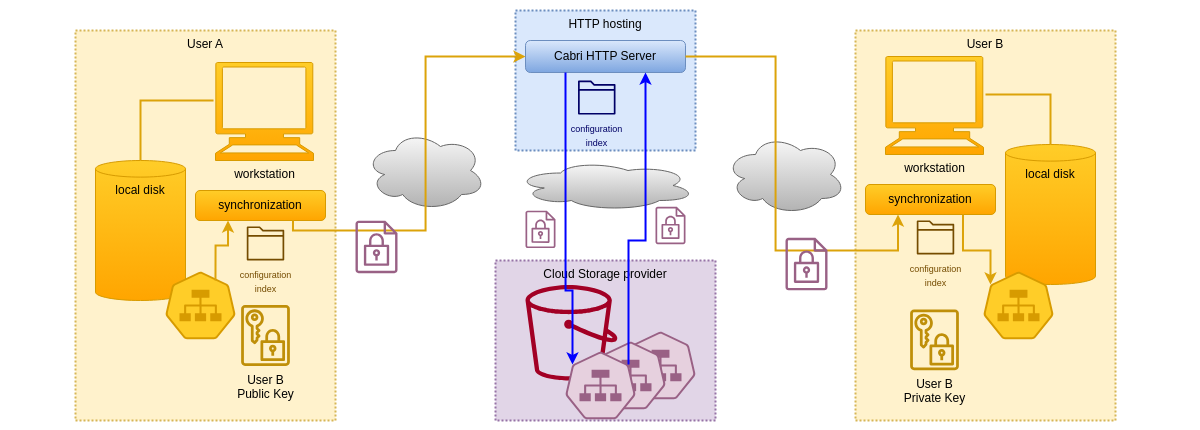 User A
workstation
local disk
synchronization
configuration
index
User B
Public Key
HTTP hosting
Cabri HTTP Server
configuration
index
Cloud Storage provider
User B
workstation
local disk
synchronization
configuration
index
User B
Private Key